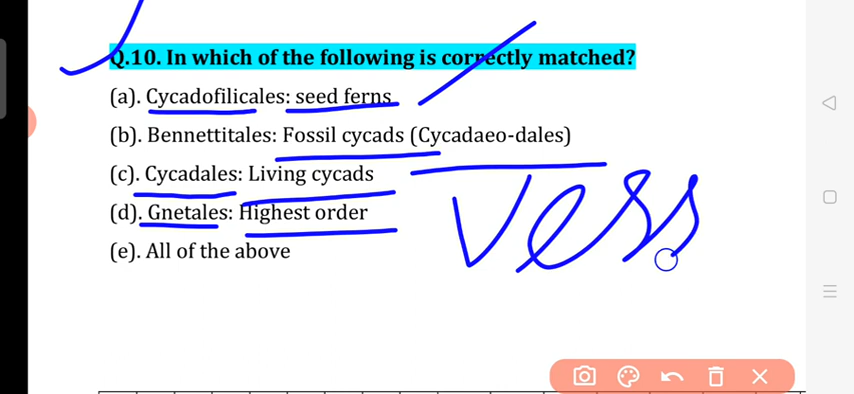 Q.10. In which of the following is correctly matched?
(a). Cycadofilicales: seed ferns
(b). Bennettitales: Fossil cycads (Cycadaeo-dales)
(c). Cycadales: Living cycads
(d). Gnetales: Highest order
(e). All of the above
Vess